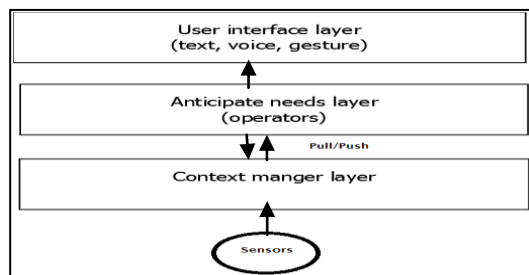 User interface layer
(text, voice, gesture)
Anticipate needs layer
(operators)
Pull/Push
Context manger layer
Sensors